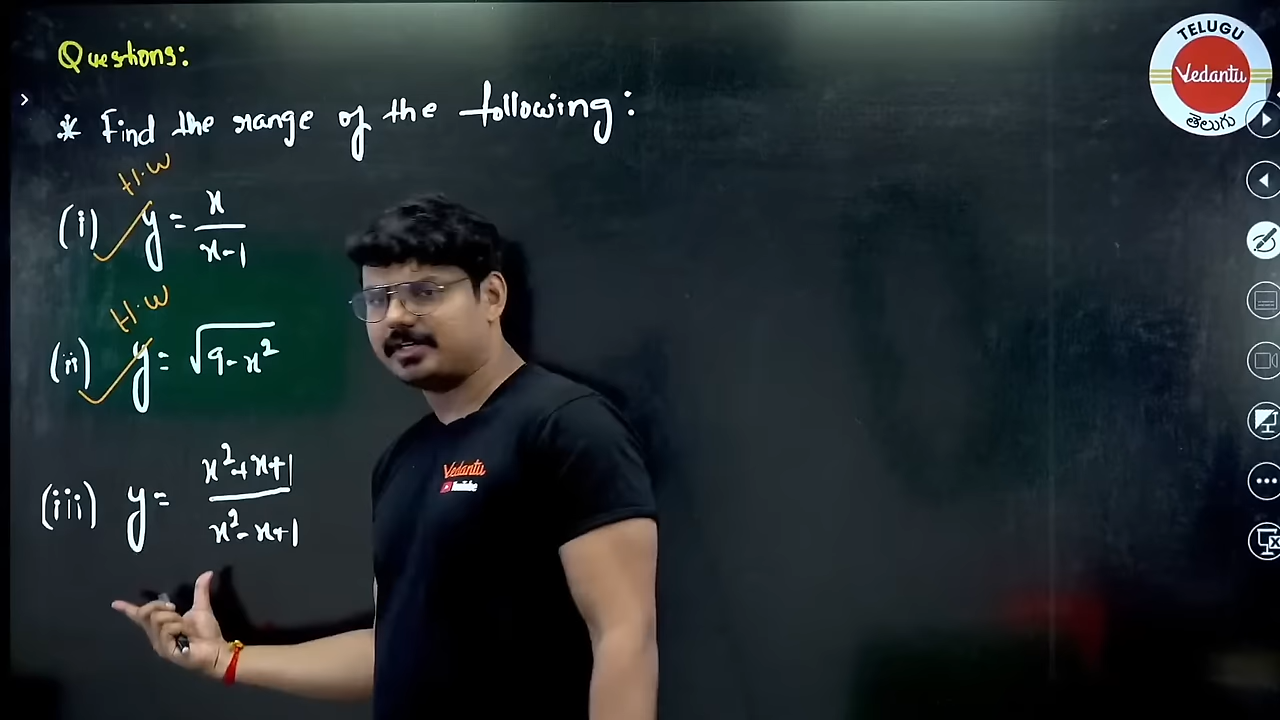 Questions:
* Find the range of the following:
H.W
(i) y = x/(x-1)
H.W
(ii) y = √(9-x²)
(iii) y = (x²+x+1)/(x²-x+1)
TELUGU
Vedantu
తెలుగు
Vedantu
YouTube